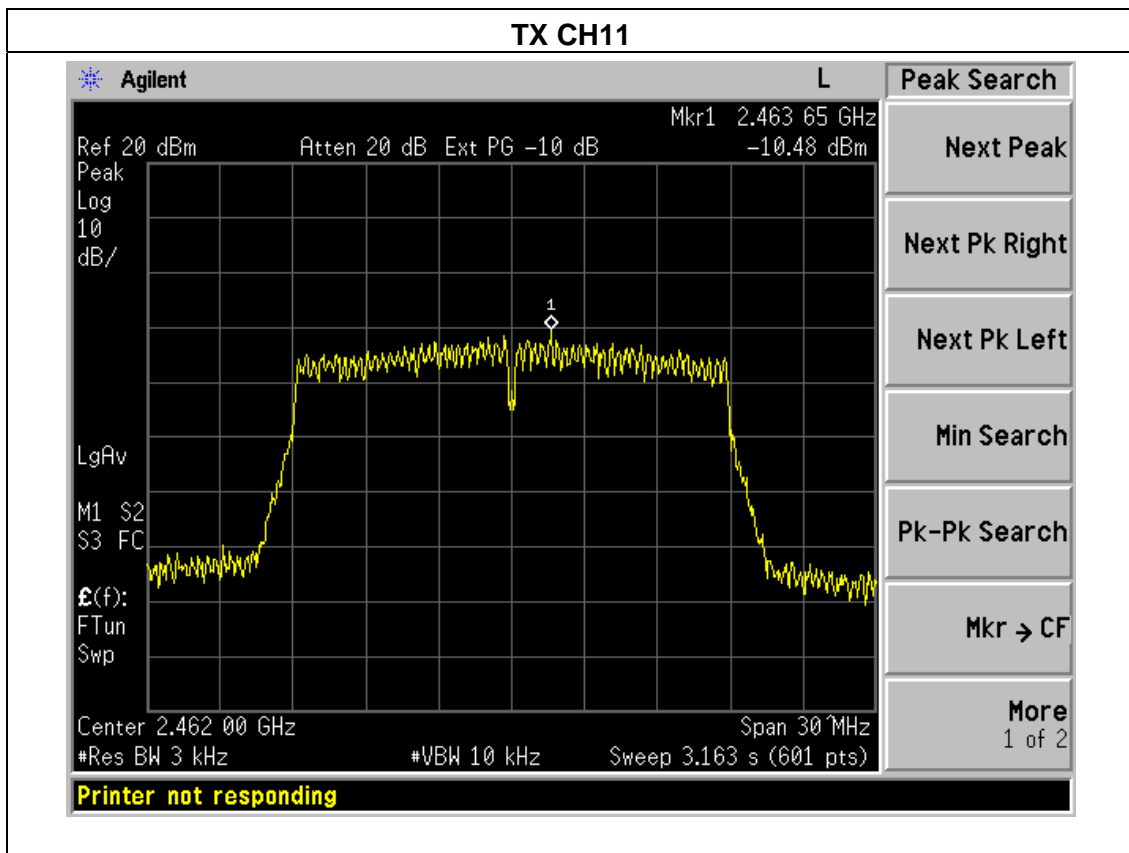 TX CH11
Agilent L Peak Search
Mkr1 2.463 65 GHz
Ref 20 dBm Atten 20 dB Ext PG -10 dB -10.48 dBm
Peak
Log
10
dB/
1
LgAv
M1 S2
S3 FC
£(f):
FTun
Swp
Center 2.462 00 GHz Span 30 MHz
#Res BW 3 kHz #VBW 10 kHz Sweep 3.163 s (601 pts)
Printer not responding
Next Peak
Next Pk Right
Next Pk Left
Min Search
Pk-Pk Search
Mkr → CF
More
1 of 2